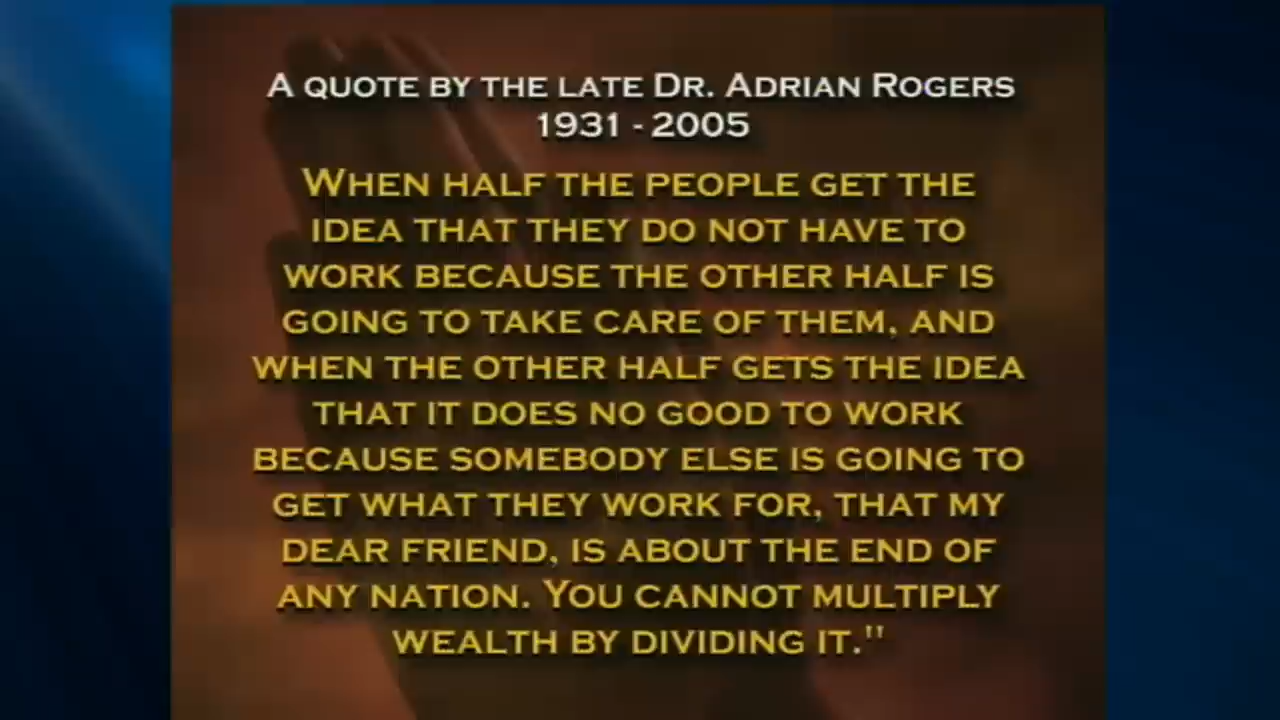 A QUOTE BY THE LATE DR. ADRIAN ROGERS
1931 - 2005
WHEN HALF THE PEOPLE GET THE
IDEA THAT THEY DO NOT HAVE TO
WORK BECAUSE THE OTHER HALF IS
GOING TO TAKE CARE OF THEM, AND
WHEN THE OTHER HALF GETS THE IDEA
THAT IT DOES NO GOOD TO WORK
BECAUSE SOMEBODY ELSE IS GOING TO
GET WHAT THEY WORK FOR, THAT MY
DEAR FRIEND, IS ABOUT THE END OF
ANY NATION. YOU CANNOT MULTIPLY
WEALTH BY DIVIDING IT."